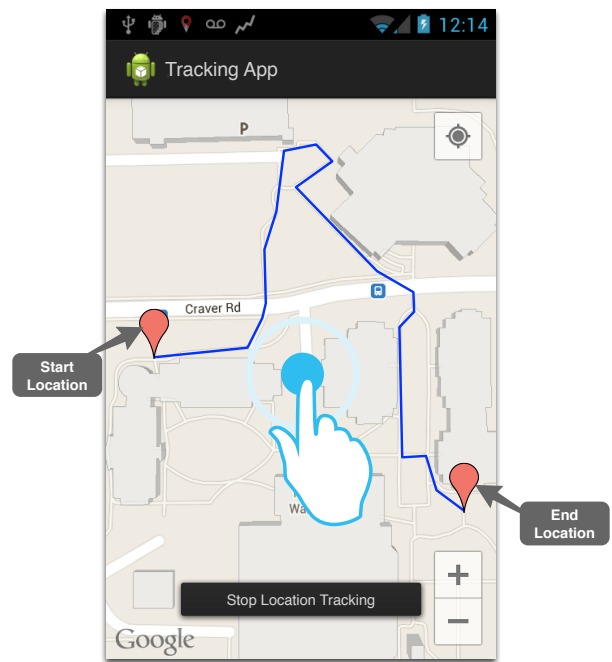 12:14
Tracking App
P
Craver Rd
Start
Location
Wa
End
Location
Stop Location Tracking
+
−
Google